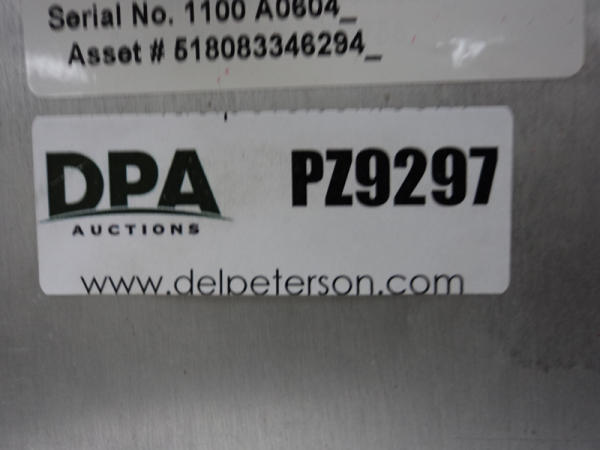 Serial No. 1100 A0604_
Asset # 518083346294_
DPA PZ9297
AUCTIONS
www.delpeterson.com